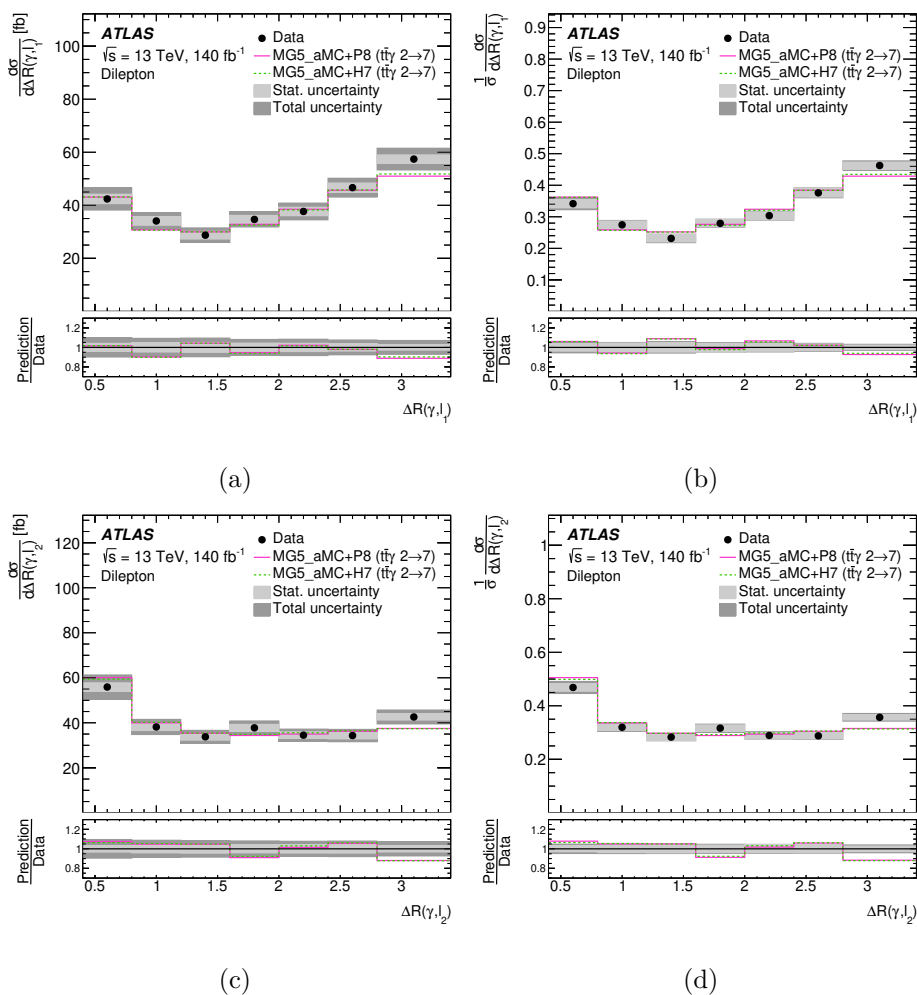 ATLAS
√s = 13 TeV, 140 fb-1
Dilepton
Data
MG5_aMC+P8 (tt̄γ 2→7)
MG5_aMC+H7 (tt̄γ 2→7)
Stat. uncertainty
Total uncertainty
dσ / dΔR(γ,l1) [fb]
100
80
60
40
20
Prediction / Data
1.2
1
0.8
0.5 1 1.5 2 2.5 3
ΔR(γ,l1)
(a)
ATLAS
√s = 13 TeV, 140 fb-1
Dilepton
Data
MG5_aMC+P8 (tt̄γ 2→7)
MG5_aMC+H7 (tt̄γ 2→7)
Stat. uncertainty
Total uncertainty
1/σ dσ / dΔR(γ,l1)
0.9
0.8
0.7
0.6
0.5
0.4
0.3
0.2
0.1
Prediction / Data
1.2
1
0.8
0.5 1 1.5 2 2.5 3
ΔR(γ,l1)
(b)
ATLAS
√s = 13 TeV, 140 fb-1
Dilepton
Data
MG5_aMC+P8 (tt̄γ 2→7)
MG5_aMC+H7 (tt̄γ 2→7)
Stat. uncertainty
Total uncertainty
dσ / dΔR(γ,l2) [fb]
120
100
80
60
40
20
Prediction / Data
1.2
1
0.8
0.5 1 1.5 2 2.5 3
ΔR(γ,l2)
(c)
ATLAS
√s = 13 TeV, 140 fb-1
Dilepton
Data
MG5_aMC+P8 (tt̄γ 2→7)
MG5_aMC+H7 (tt̄γ 2→7)
Stat. uncertainty
Total uncertainty
1/σ dσ / dΔR(γ,l2)
1
0.8
0.6
0.4
0.2
Prediction / Data
1.2
1
0.8
0.5 1 1.5 2 2.5 3
ΔR(γ,l2)
(d)